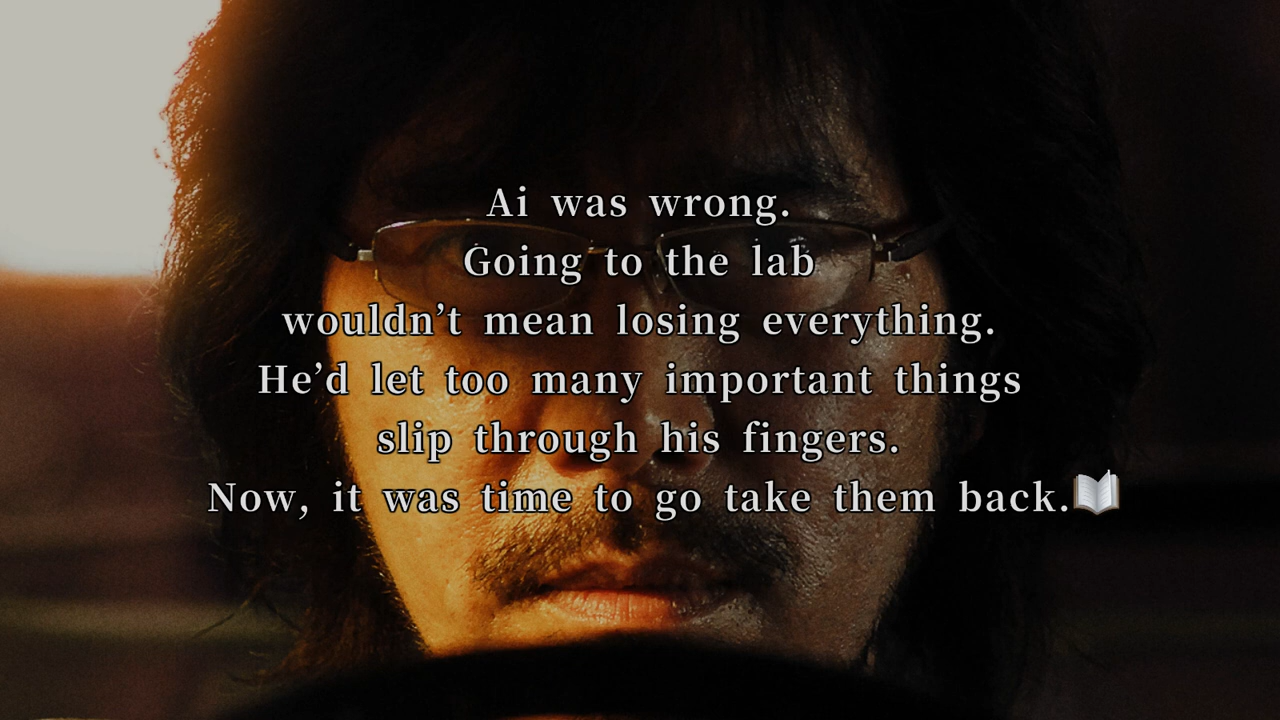 Ai was wrong.
Going to the lab
wouldn’t mean losing everything.
He’d let too many important things
slip through his fingers.
Now, it was time to go take them back.